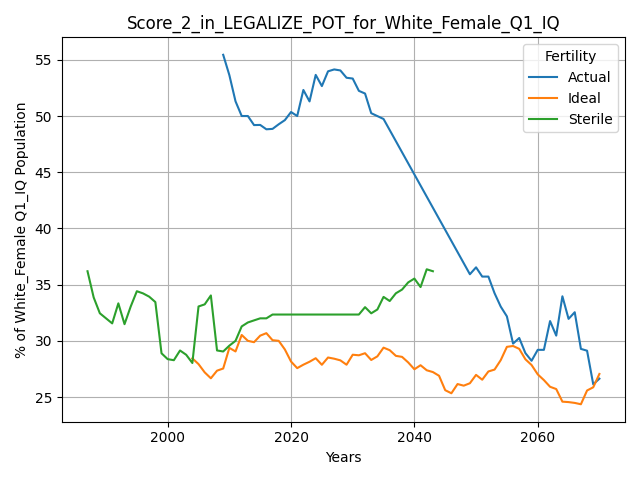 Score_2_in_LEGALIZE_POT_for_White_Female_Q1_IQ
Fertility
Actual
Ideal
Sterile
% of White_Female Q1_IQ Population
55
50
45
40
35
30
25
2000
2020
2040
2060
Years